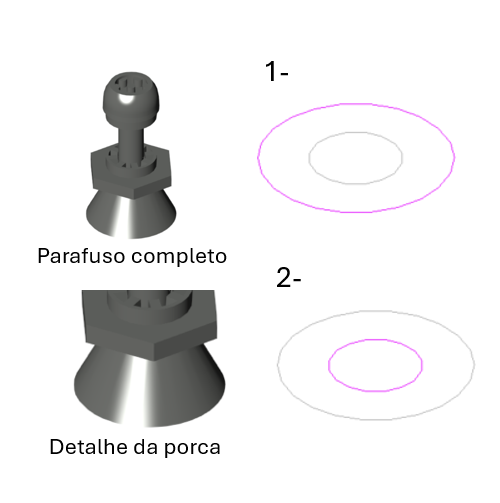 1-
Parafuso completo
2-
Detalhe da porca